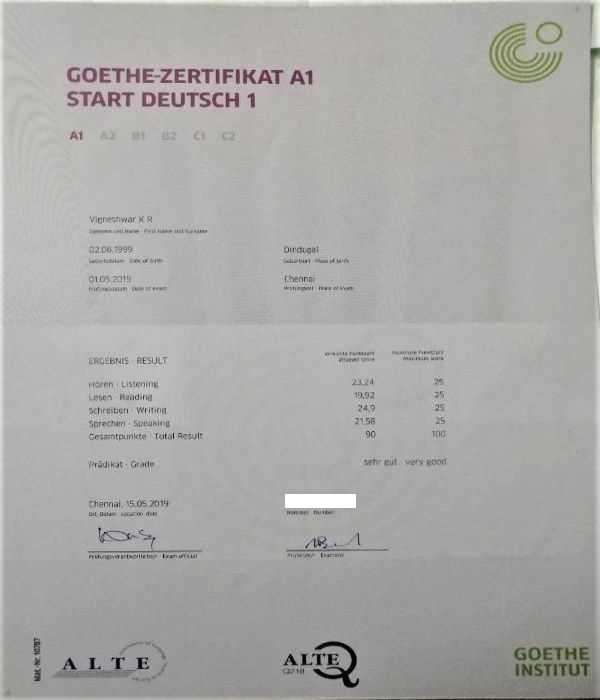 GOETHE-ZERTIFIKAT A1
START DEUTSCH 1
A1 A2 B1 B2 C1 C2
Vigneshwar K R
Vorname und Name · First Name and Surname
02.06.1999 Dindugal
Geburtsdatum · Date of birth Geburtsort · Place of birth
01.05.2019 Chennai
Prüfungsdatum · Date of exam Prüfungsort · Place of exam
erreichte Punktzahl maximale Punktzahl
ERGEBNIS · RESULT attained score maximum score
Hören · Listening 23,24 25
Lesen · Reading 19,92 25
Schreiben · Writing 24,9 25
Sprechen · Speaking 21,58 25
Gesamtpunkte · Total Result 90 100
Prädikat · Grade sehr gut · very good
Chennai, 15.05.2019
Ort, Datum · Location, date Nummer · Number
Prüfungsverantwortliche/r · Exam official Prüfende/r · Examiner
Mat.-Nr. 16787
ALTE
ALTE
Q218
GOETHE
INSTITUT